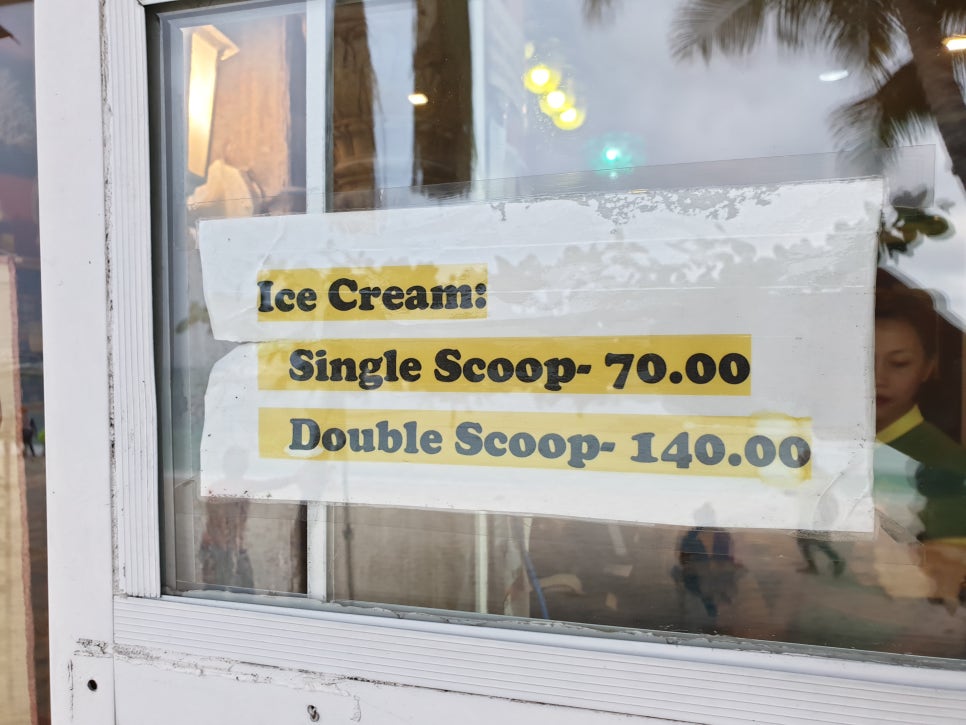 Ice Cream:
Single Scoop- 70.00
Double Scoop- 140.00